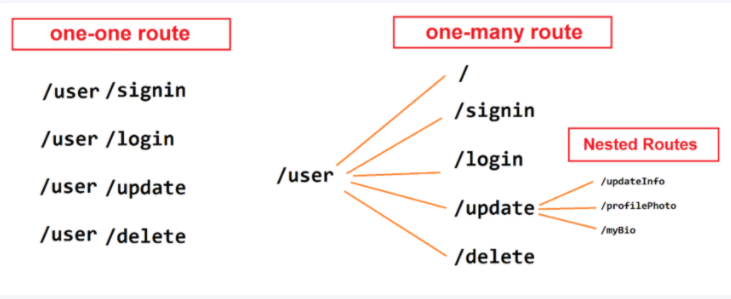 one-one route
/user /signin
/user /login
/user /update
/user /delete
one-many route
/user
/
/signin
/login
/update
/delete
Nested Routes
/updateInfo
/profilePhoto
/myBio